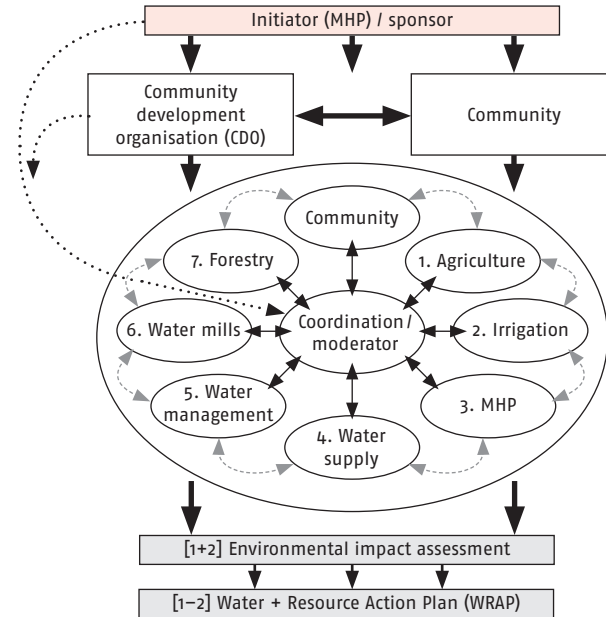 Initiator (MHP) / sponsor
Community
development
organisation (CDO)
Community
Community
7. Forestry
1. Agriculture
Coordination/
moderator
6. Water mills
2. Irrigation
5. Water
management
3. MHP
4. Water
supply
[1+2] Environmental impact assessment
[1–2] Water + Resource Action Plan (WRAP)